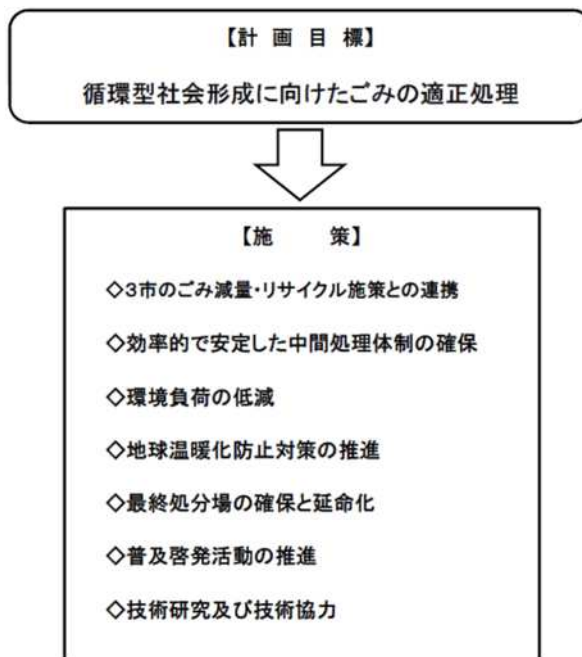 【計 画 目 標】
循環型社会形成に向けたごみの適正処理
【施 策】
◇3市のごみ減量・リサイクル施策との連携
◇効率的で安定した中間処理体制の確保
◇環境負荷の低減
◇地球温暖化防止対策の推進
◇最終処分場の確保と延命化
◇普及啓発活動の推進
◇技術研究及び技術協力